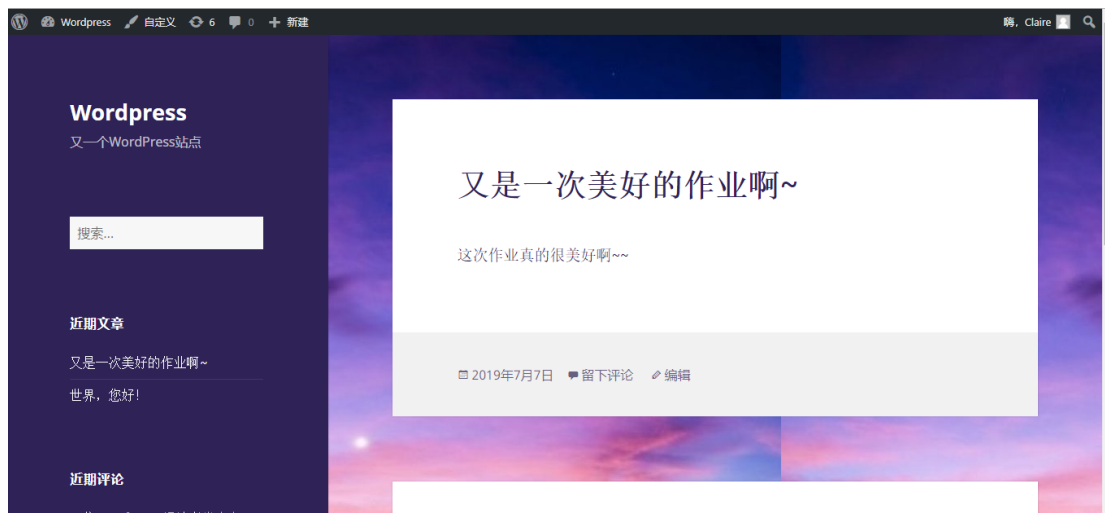 Wordpress 自定义 6 0 新建 嗨，Claire
Wordpress
又一个WordPress站点
搜索...
近期文章
又是一次美好的作业啊~
世界，您好！
近期评论
又是一次美好的作业啊~
这次作业真的很美好啊~~
2019年7月7日 留下评论 编辑